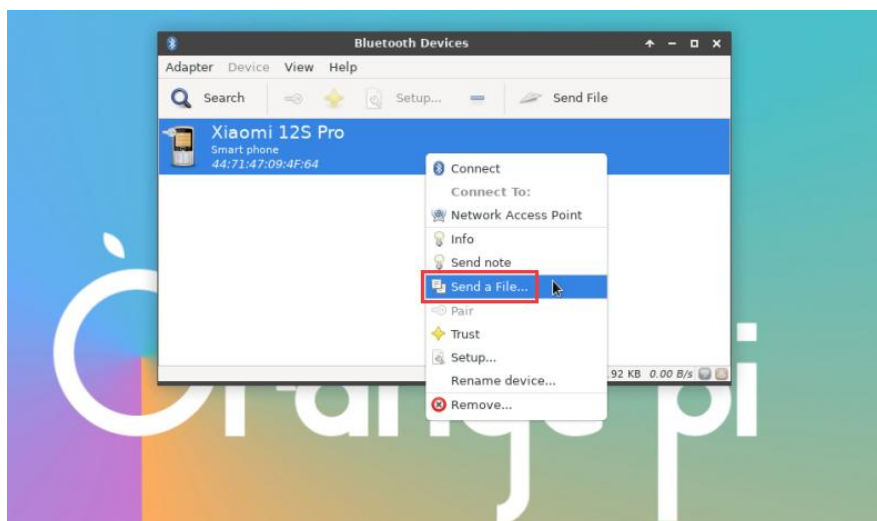 Bluetooth Devices
Adapter Device View Help
Search Setup... Send File
Xiaomi 12S Pro
Smart phone
44:71:47:09:4F:64
Connect
Connect To:
Network Access Point
Info
Send note
Send a File...
Pair
Trust
Setup...
Rename device...
Remove...
92 KB 0.00 B/s
Orange pi